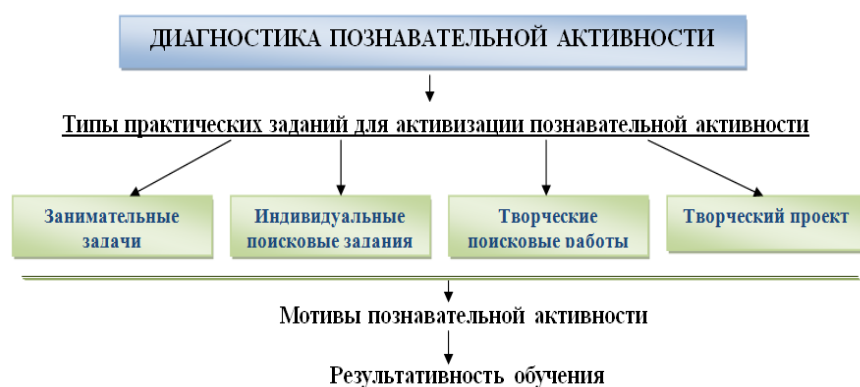 ДИАГНОСТИКА ПОЗНАВАТЕЛЬНОЙ АКТИВНОСТИ
Типы практических заданий для активизации познавательной активности
Занимательные
задачи
Индивидуальные
поисковые задания
Творческие
поисковые работы
Творческий проект
Мотивы познавательной активности
Результативность обучения